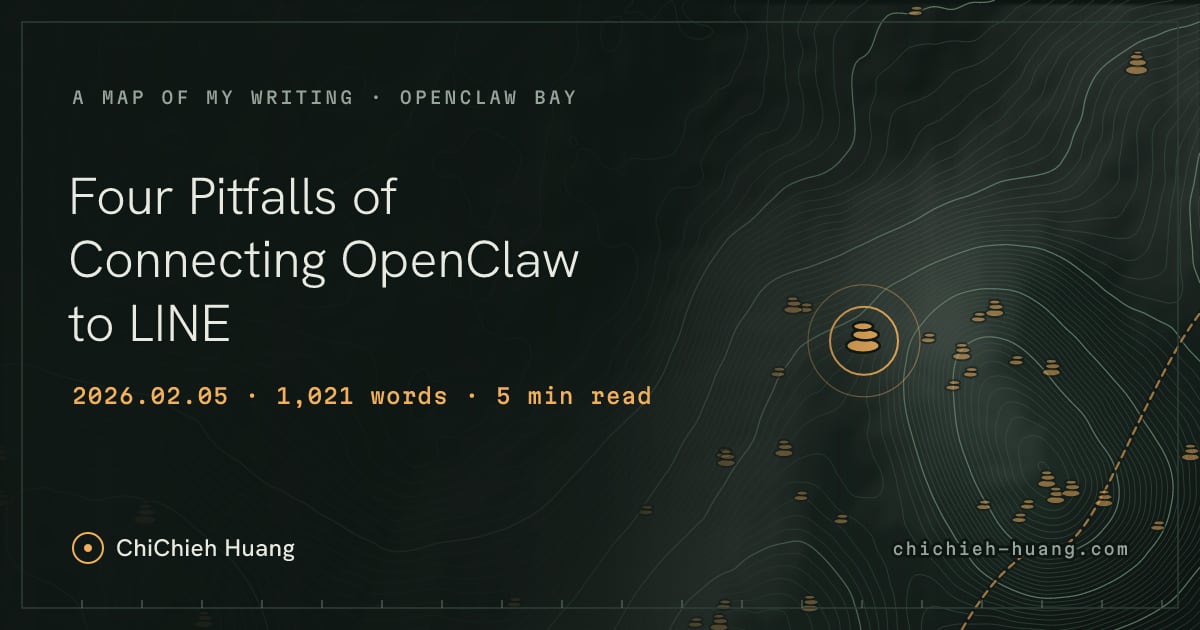 A MAP OF MY WRITING · OPENCLAW BAY
Four Pitfalls of
Connecting OpenClaw
to LINE
2026.02.05 · 1,021 words · 5 min read
ChiChieh Huang
chichieh-huang.com